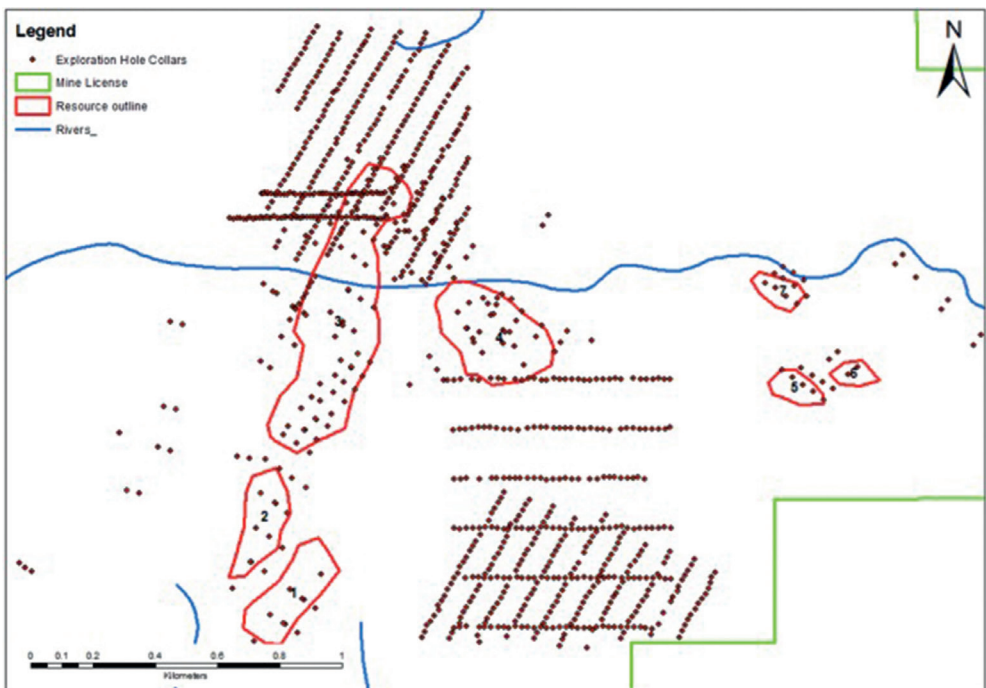 Legend
Exploration Hole Collars
Mine License
Resource outline
Rivers_
N
3
4
7
5
6
2
1
0 0.1 0.2 0.4 0.6 0.8 1
Kilometers